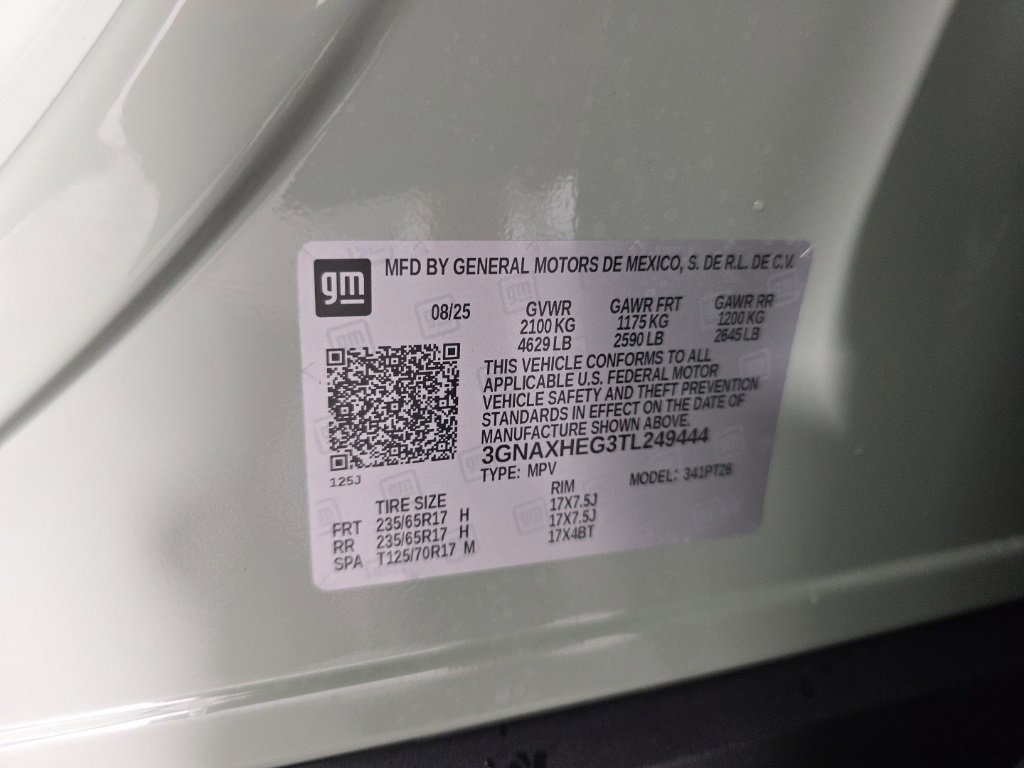 gm MFD BY GENERAL MOTORS DE MEXICO, S. DE R.L. DE C.V.
08/25 GVWR GAWR FRT GAWR RR
2100 KG 1175 KG 1200 KG
4629 LB 2590 LB 2645 LB
THIS VEHICLE CONFORMS TO ALL
APPLICABLE U.S. FEDERAL MOTOR
VEHICLE SAFETY AND THEFT PREVENTION
STANDARDS IN EFFECT ON THE DATE OF
MANUFACTURE SHOWN ABOVE.
3GNAXHEG3TL249444
125J TYPE: MPV MODEL: 341PT26
TIRE SIZE RIM
FRT 235/65R17 H 17X7.5J
RR 235/65R17 H 17X7.5J
SPA T125/70R17 M 17X4BT